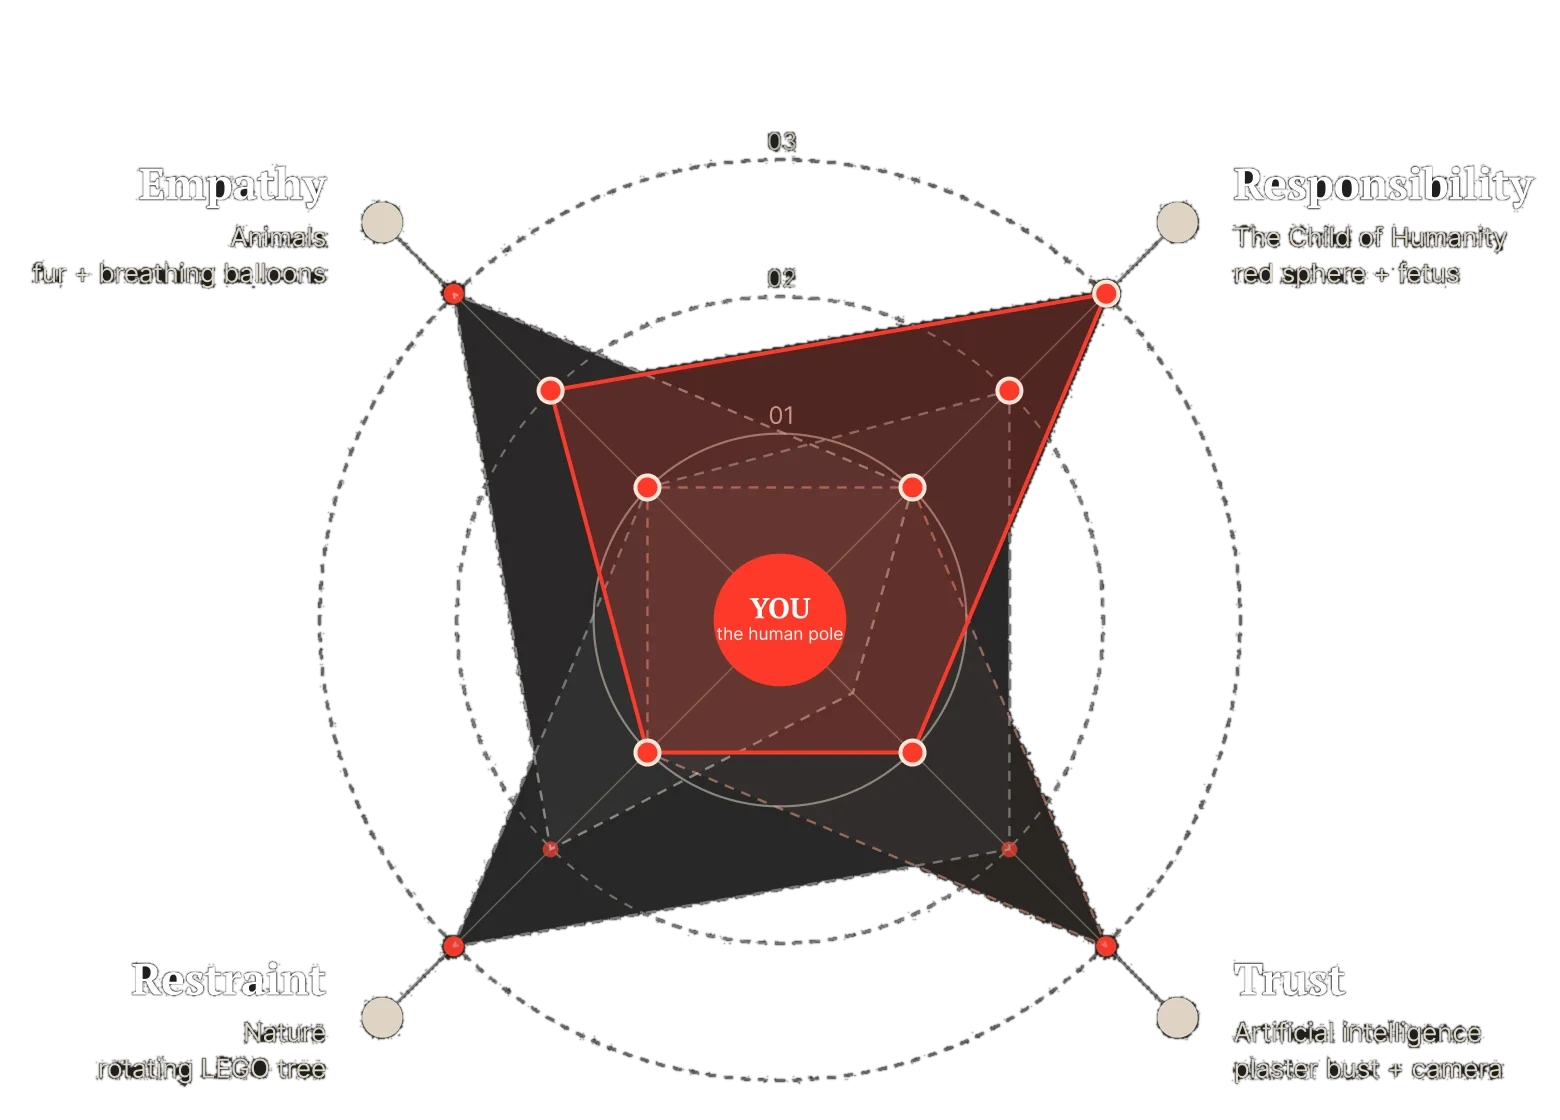 03
Empathy
Animals
fur + breathing balloons
Responsibility
The Child of Humanity
red sphere + fetus
02
01
YOU
the human pole
Restraint
Nature
rotating LEGO tree
Trust
Artificial intelligence
plaster bust + camera